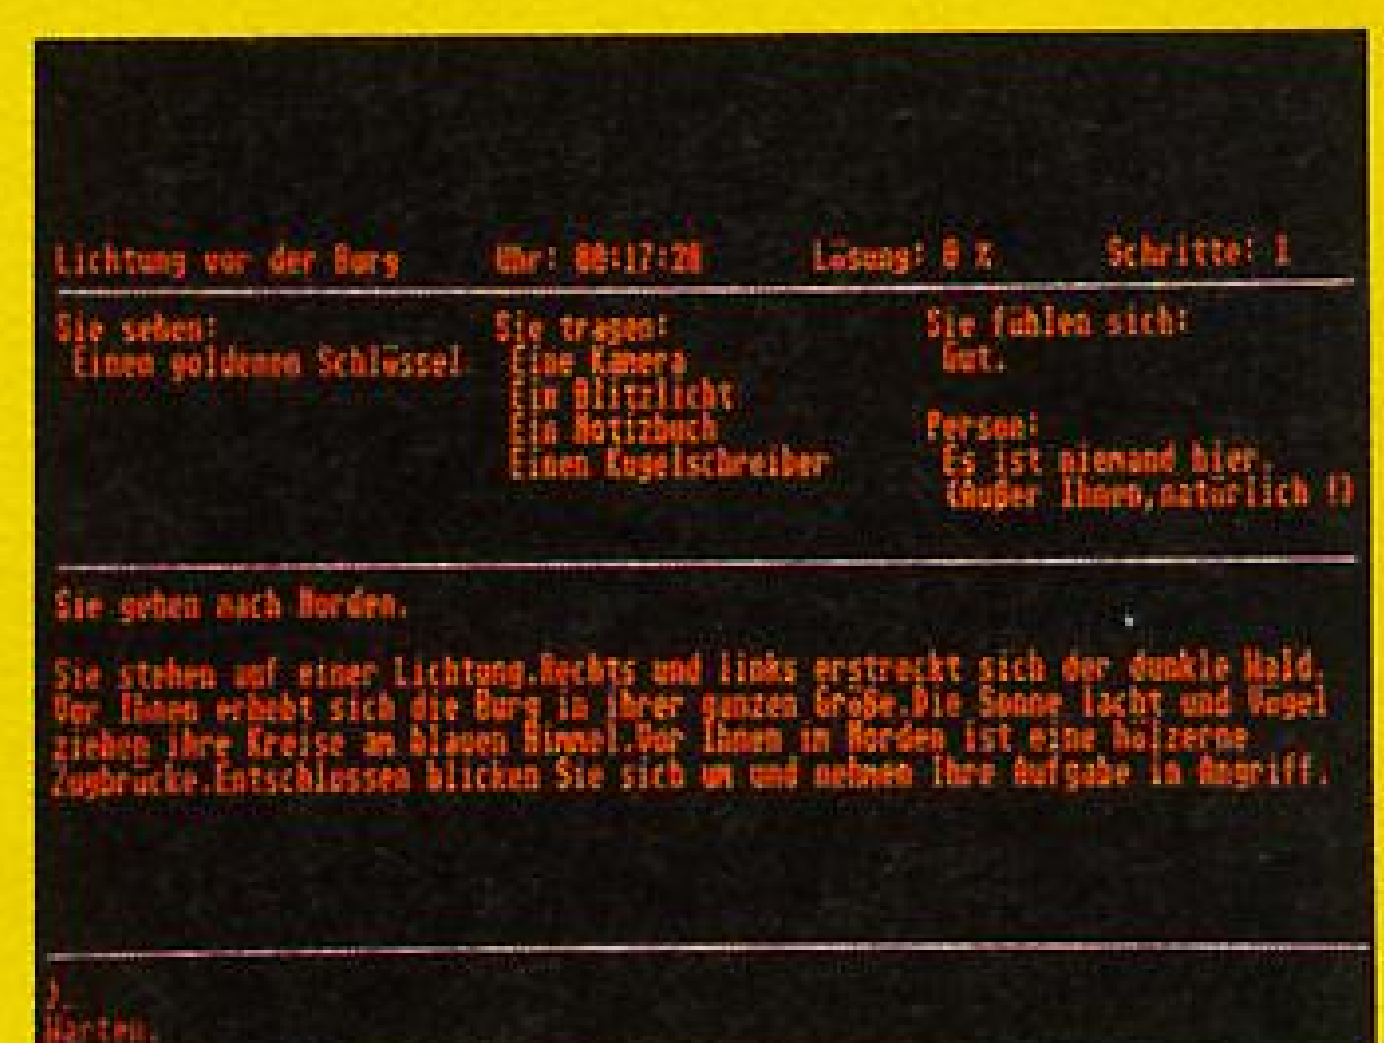 Lichtung vor der Burg Uhr: 00:17:20 Lösung: 0 % Schritte: 1
Sie sehen: Sie tragen: Sie fühlen sich:
Einen goldenen Schlüssel Eine Kamera Gut.
Ein Blitzlicht
Ein Notizbuch Person:
Einen Kugelschreiber Es ist niemand hier.
(Außer Ihnen,natürlich !)
Sie gehen nach Norden.
Sie stehen auf einer Lichtung.Rechts und links erstreckt sich der dunkle Wald.
Vor Ihnen erhebt sich die Burg in ihrer ganzen Größe.Die Sonne lacht und Vögel
ziehen ihre Kreise am blauen Himmel.Vor Ihnen im Norden ist eine hölzerne
Zugbrücke.Entschlossen blicken Sie sich um und nehmen Ihre Aufgabe in Angriff.
>_
Warten.